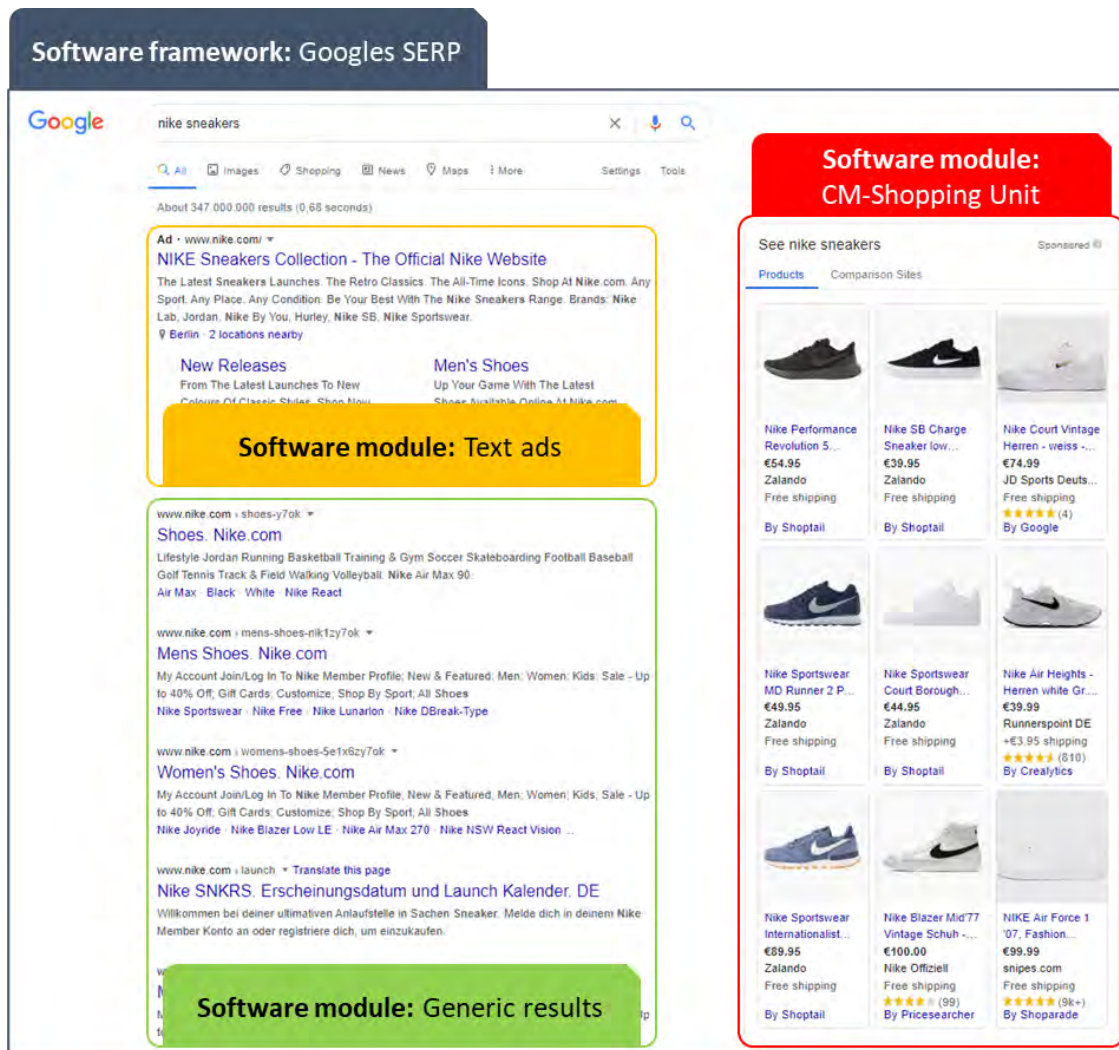 Software framework: Googles SERP
Google
nike sneakers
All Images Shopping News Maps More Settings Tools
About 347.000.000 results (0,68 seconds)
Ad · www.nike.com/
NIKE Sneakers Collection - The Official Nike Website
The Latest Sneakers Launches. The Retro Classics. The All-Time Icons. Shop At Nike.com. Any
Sport. Any Place. Any Condition. Be Your Best With The Nike Sneakers Range. Brands: Nike
Lab, Jordan, Nike By You, Hurley, Nike SB, Nike Sportswear.
Berlin · 2 locations nearby
New Releases
From The Latest Launches To New
Colours Of Classic Styles. Shop Now
Men's Shoes
Up Your Game With The Latest
Shoes Available Online At Nike.com
Software module: Text ads
www.nike.com › shoes-y7ok
Shoes. Nike.com
Lifestyle Jordan Running Basketball Training & Gym Soccer Skateboarding Football Baseball
Golf Tennis Track & Field Walking Volleyball. Nike Air Max 90.
Air Max · Black · White · Nike React
www.nike.com › mens-shoes-nik1zy7ok
Mens Shoes. Nike.com
My Account Join/Log In To Nike Member Profile; New & Featured; Men; Women; Kids; Sale - Up
to 40% Off; Gift Cards; Customize; Shop By Sport; All Shoes
Nike Sportswear · Nike Free · Nike Lunarlon · Nike DBreak-Type
www.nike.com › womens-shoes-5e1x6zy7ok
Women's Shoes. Nike.com
My Account Join/Log In To Nike Member Profile; New & Featured; Men; Women; Kids; Sale - Up
to 40% Off; Gift Cards; Customize; Shop By Sport; All Shoes
Nike Joyride · Nike Blazer Low LE · Nike Air Max 270 · Nike NSW React Vision ...
www.nike.com › launch Translate this page
Nike SNKRS. Erscheinungsdatum und Launch Kalender. DE
Willkommen bei deiner ultimativen Anlaufstelle in Sachen Sneaker. Melde dich in deinem Nike
Member Konto an oder registriere dich, um einzukaufen.
Software module: Generic results
Software module:
CM-Shopping Unit
See nike sneakers Sponsored
Products Comparison Sites
Nike Performance
Revolution 5...
€54.95
Zalando
Free shipping
By Shoptail
Nike SB Charge
Sneaker low...
€39.95
Zalando
Free shipping
By Shoptail
Nike Court Vintage
Herren - weiss -...
€74.99
JD Sports Deuts...
Free shipping
(4)
By Google
Nike Sportswear
MD Runner 2 P...
€49.95
Zalando
Free shipping
By Shoptail
Nike Sportswear
Court Borough...
€44.95
Zalando
Free shipping
By Shoptail
Nike Air Heights -
Herren white Gr....
€39.99
Runnerspoint DE
+€3.95 shipping
(810)
By Crealytics
Nike Sportswear
Internationalist...
€89.95
Zalando
Free shipping
By Shoptail
Nike Blazer Mid'77
Vintage Schuh -...
€100.00
Nike Offiziell
Free shipping
(99)
By Pricesearcher
NIKE Air Force 1
'07, Fashion...
€99.99
snipes.com
Free shipping
(9k+)
By Shoparade